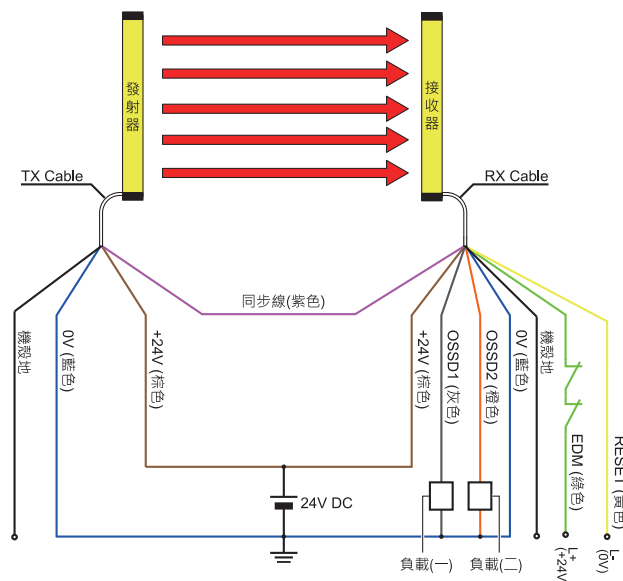 發射器
接收器
TX Cable
RX Cable
同步線(紫色)
機殼地
0V (藍色)
+24V (棕色)
+24V (棕色)
OSSD1 (灰色)
OSSD2 (橙色)
0V (藍色)
機殼地
EDM (綠色)
RESET (黃色)
24V DC
負載(一)
負載(二)
L+
(+24V
L-
(0V)